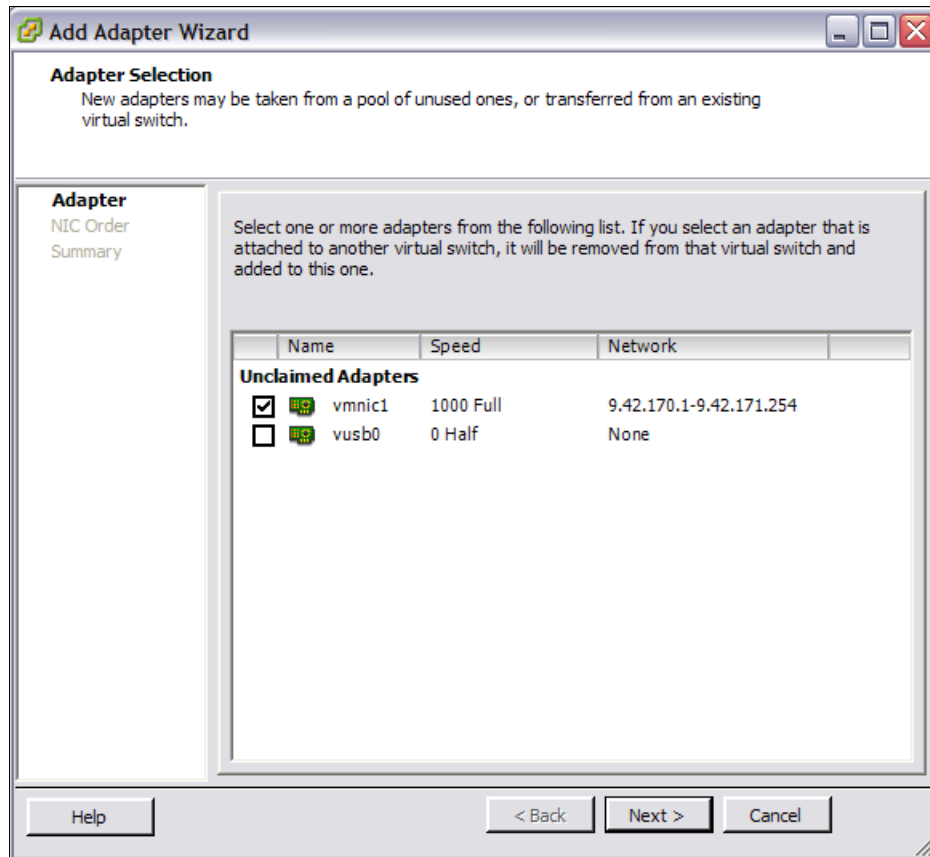 Add Adapter Wizard
Adapter Selection
New adapters may be taken from a pool of unused ones, or transferred from an existing
virtual switch.
Adapter
NIC Order
Summary
Select one or more adapters from the following list. If you select an adapter that is
attached to another virtual switch, it will be removed from that virtual switch and
added to this one.
Name Speed Network
Unclaimed Adapters
vmnic1 1000 Full 9.42.170.1-9.42.171.254
vusb0 0 Half None
Help < Back Next > Cancel